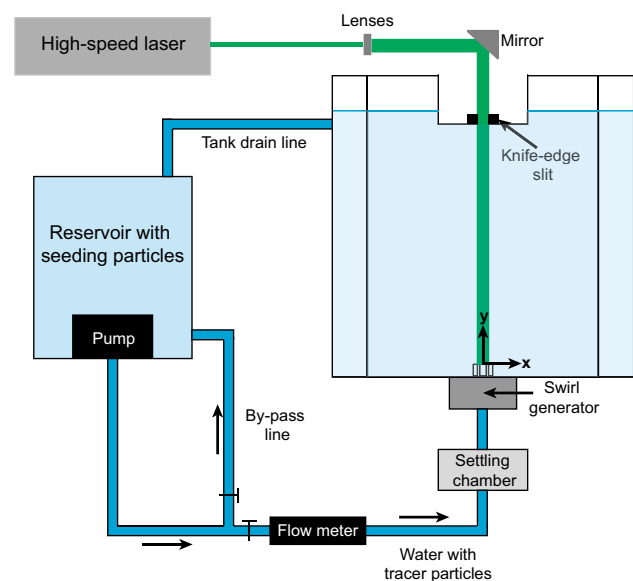 High-speed laser
Lenses
Mirror
Tank drain line
Knife-edge
slit
Reservoir with
seeding particles
Pump
y
x
Swirl
generator
By-pass
line
Settling
chamber
Flow meter
Water with
tracer particles